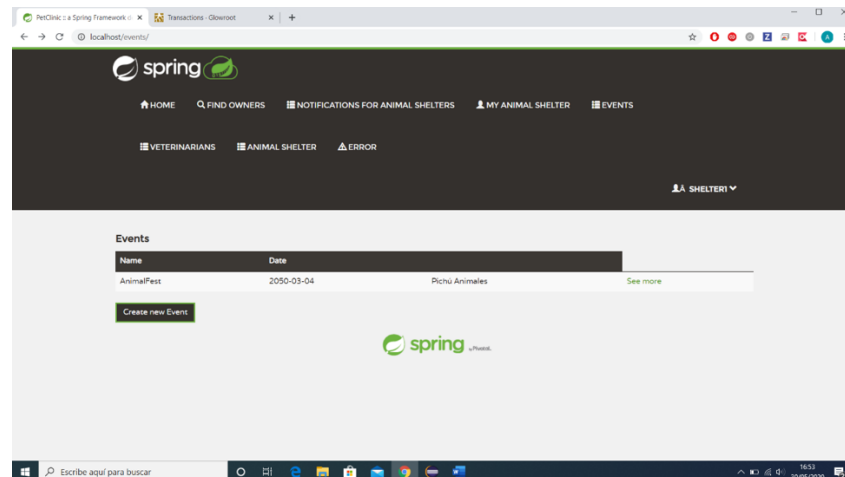 PetClinic :: a Spring Framework
Transactions - Glowroot
localhost/events/
spring
HOME
FIND OWNERS
NOTIFICATIONS FOR ANIMAL SHELTERS
MY ANIMAL SHELTER
EVENTS
VETERINARIANS
ANIMAL SHELTER
ERROR
Â SHELTER1
Events
Name Date
AnimalFest 2050-03-04 Pichú Animales See more
Create new Event
spring by Pivotal.
Escribe aquí para buscar
16:53